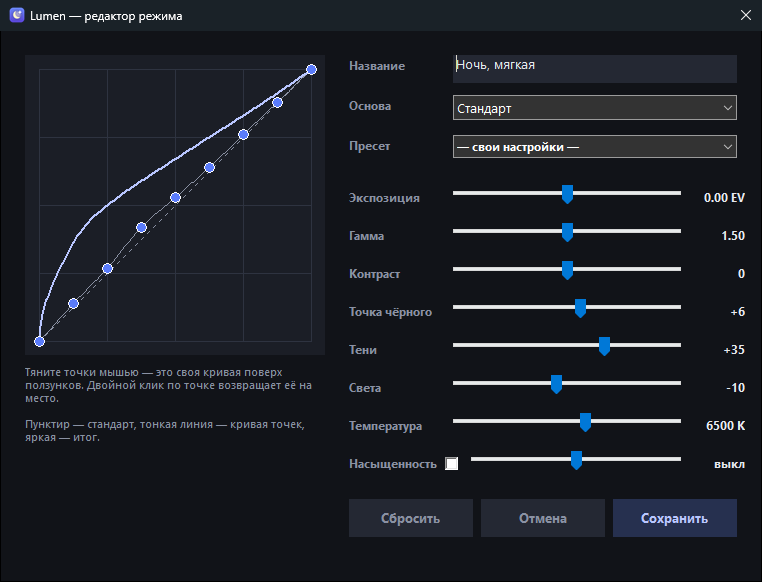 Lumen — редактор режима
Название
Ночь, мягкая
Основа
Стандарт
Пресет
— свои настройки —
Экспозиция
0.00 EV
Гамма
1.50
Контраст
0
Точка чёрного
+6
Тени
+35
Света
-10
Температура
6500 K
Насыщенность
выкл
Тяните точки мышью — это своя кривая поверх
ползунков. Двойной клик по точке возвращает её на
место.
Пунктир — стандарт, тонкая линия — кривая точек,
яркая — итог.
Сбросить
Отмена
Сохранить